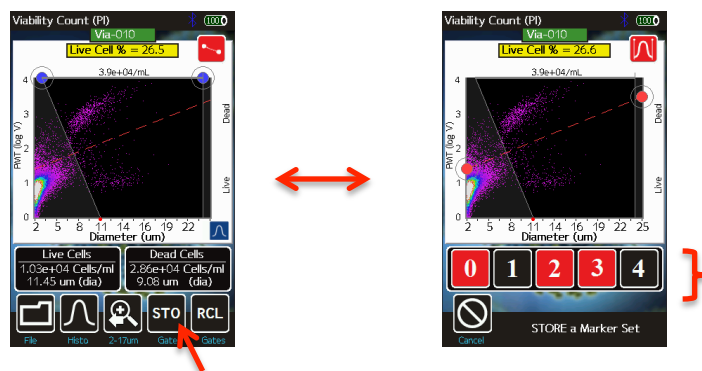 Viability Count (PI)
100
Via-010
Live Cell % = 26.5
3.9e+04/mL
4
3
2
1
0
PWT (log V)
Dead
Live
2 5 8 11 14 16 19 22
Diameter (um)
Live Cells
1.03e+04 Cells/ml
11.45 um (dia)
Dead Cells
2.86e+04 Cells/ml
9.08 um (dia)
STO
RCL
File
Histo
2-17um
Gates
Gates
Viability Count (PI)
100
Via-010
Live Cell % = 26.6
3.9e+04/mL
4
3
2
1
0
PWT (log V)
Dead
Live
2 5 8 11 14 16 19 22 25
Diameter (um)
0 1 2 3 4
Cancel
STORE a Marker Set